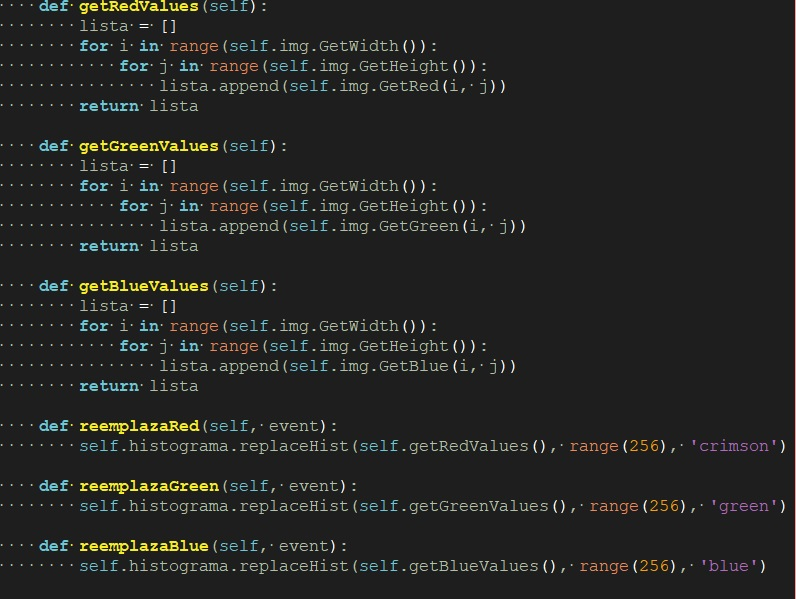 def getRedValues(self):
        lista = []
        for i in range(self.img.GetWidth()):
            for j in range(self.img.GetHeight()):
                lista.append(self.img.GetRed(i, j))
        return lista

    def getGreenValues(self):
        lista = []
        for i in range(self.img.GetWidth()):
            for j in range(self.img.GetHeight()):
                lista.append(self.img.GetGreen(i, j))
        return lista

    def getBlueValues(self):
        lista = []
        for i in range(self.img.GetWidth()):
            for j in range(self.img.GetHeight()):
                lista.append(self.img.GetBlue(i, j))
        return lista

    def reemplazaRed(self, event):
        self.histograma.replaceHist(self.getRedValues(), range(256), 'crimson')

    def reemplazaGreen(self, event):
        self.histograma.replaceHist(self.getGreenValues(), range(256), 'green')

    def reemplazaBlue(self, event):
        self.histograma.replaceHist(self.getBlueValues(), range(256), 'blue')